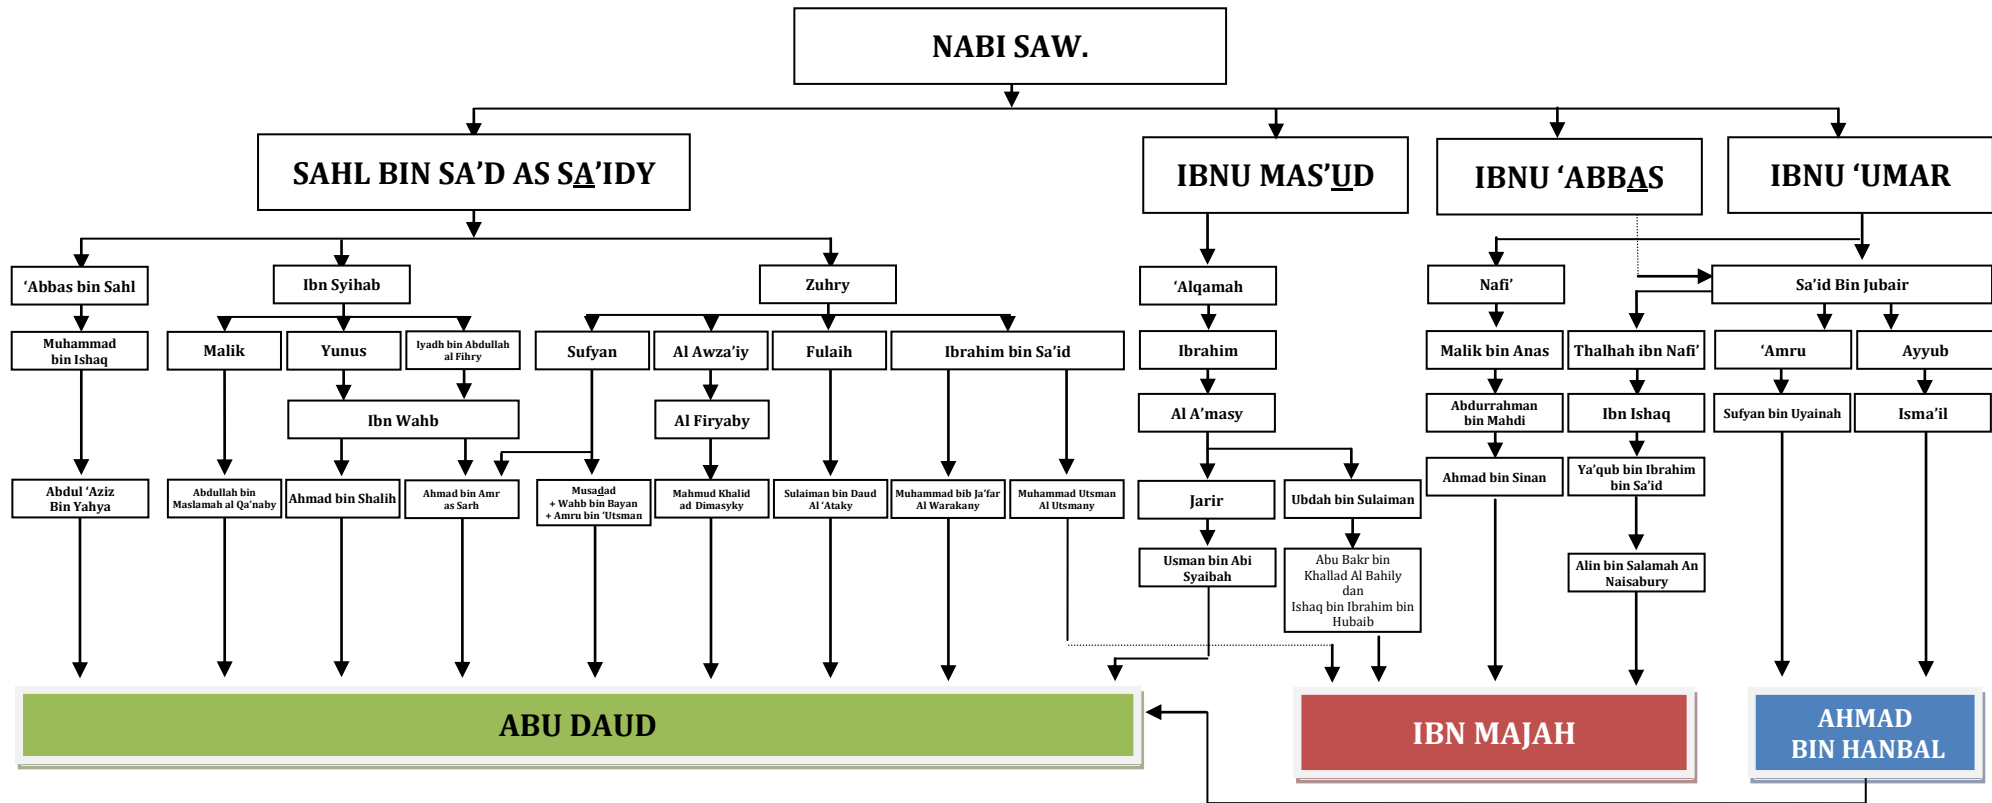 NABI SAW.
SAHL BIN SA’D AS SA’IDY
IBNU MAS’UD
IBNU ‘ABBAS
IBNU ‘UMAR
‘Abbas bin Sahl
Ibn Syihab
Zuhry
‘Alqamah
Nafi’
Sa’id Bin Jubair
Muhammad
bin Ishaq
Malik
Yunus
Iyadh bin Abdullah
al Fihry
Sufyan
Al Awza’iy
Fulaih
Ibrahim bin Sa’id
Ibrahim
Malik bin Anas
Thalhah ibn Nafi’
‘Amru
Ayyub
Ibn Wahb
Al Firyaby
Al A’masy
Abdurrahman
bin Mahdi
Ibn Ishaq
Sufyan bin Uyainah
Isma’il
Abdul ‘Aziz
Bin Yahya
Abdullah bin
Maslamah al Qa’naby
Ahmad bin Shalih
Ahmad bin Amr
as Sarh
Musadad
+ Wahb bin Bayan
+ Amru bin ‘Utsman
Mahmud Khalid
ad Dimasyky
Sulaiman bin Daud
Al ‘Ataky
Muhammad bib Ja’far
Al Warakany
Muhammad Utsman
Al Utsmany
Jarir
Ubdah bin Sulaiman
Ahmad bin Sinan
Ya’qub bin Ibrahim
bin Sa’id
Usman bin Abi
Syaibah
Abu Bakr bin
Khallad Al Bahily
dan
Ishaq bin Ibrahim bin
Hubaib
Alin bin Salamah An
Naisabury
ABU DAUD
IBN MAJAH
AHMAD
BIN HANBAL